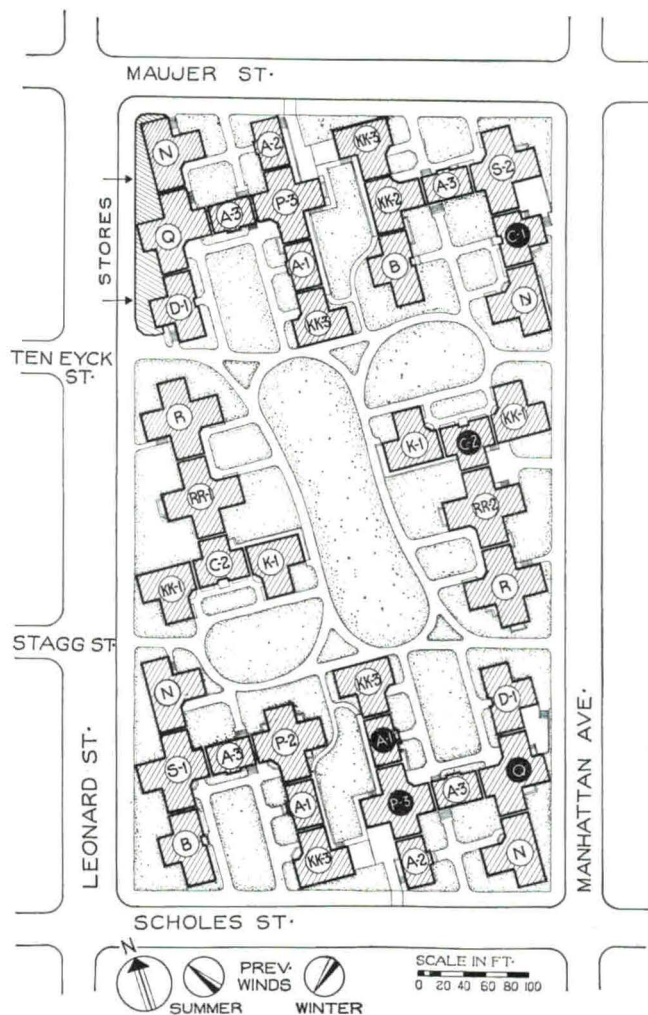 MAUJER ST.
N
A-2
KK-3
S-2
A-3
P-3
KK-2
A-3
Q
STORES
C-1
A-1
B
N
D-1
KK-3
TEN EYCK
ST.
R
KK-1
K-1
C-2
RR-1
RR-2
C-2
K-1
KK-1
R
STAGG ST.
N
KK-3
D-1
P-2
A-3
S-1
A-1
Q
P-3
A-3
A-1
B
KK-3
A-2
N
LEONARD ST.
MANHATTAN AVE.
SCHOLES ST.
N
PREV.
WINDS
SUMMER
WINTER
SCALE IN FT.
0 20 40 60 80 100